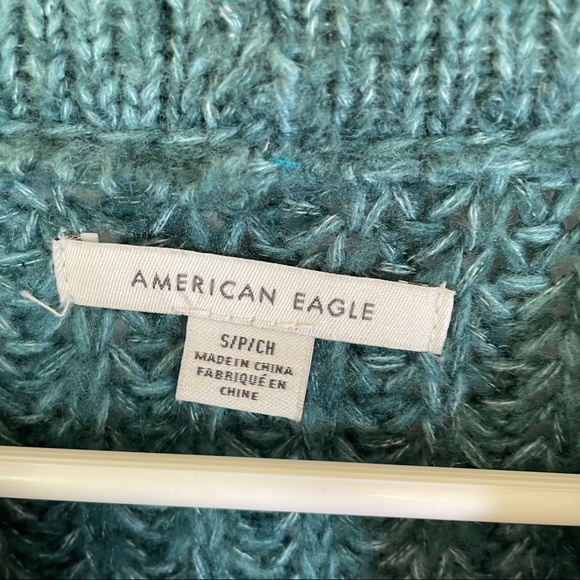 AMERICAN EAGLE
S/P/CH
MADE IN CHINA
FABRIQUÉ EN
CHINE